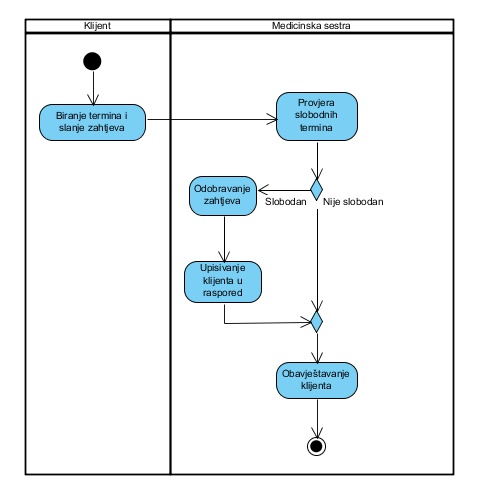 Klijent
Medicinska sestra
Biranje termina i
slanje zahtjeva
Provjera
slobodnih
termina
Odobravanje
zahtjeva
Slobodan
Nije slobodan
Upisivanje
klijenta u
raspored
Obavještavanje
klijenta